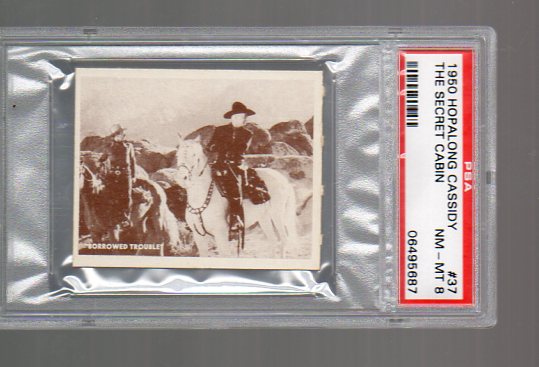 PSA
1950 HOPALONG CASSIDY #37
THE SECRET CABIN NM - MT 8
06495687
"BORROWED TROUBLE"